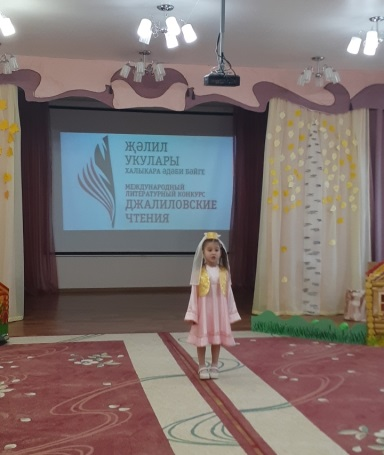 ҖӘЛИЛ
УКУЛАРЫ
ХАЛЫКАРА ӘДӘБИ БӘЙГЕ
МЕЖДУНАРОДНЫЙ
ЛИТЕРАТУРНЫЙ КОНКУРС
ДЖАЛИЛОВСКИЕ
ЧТЕНИЯ